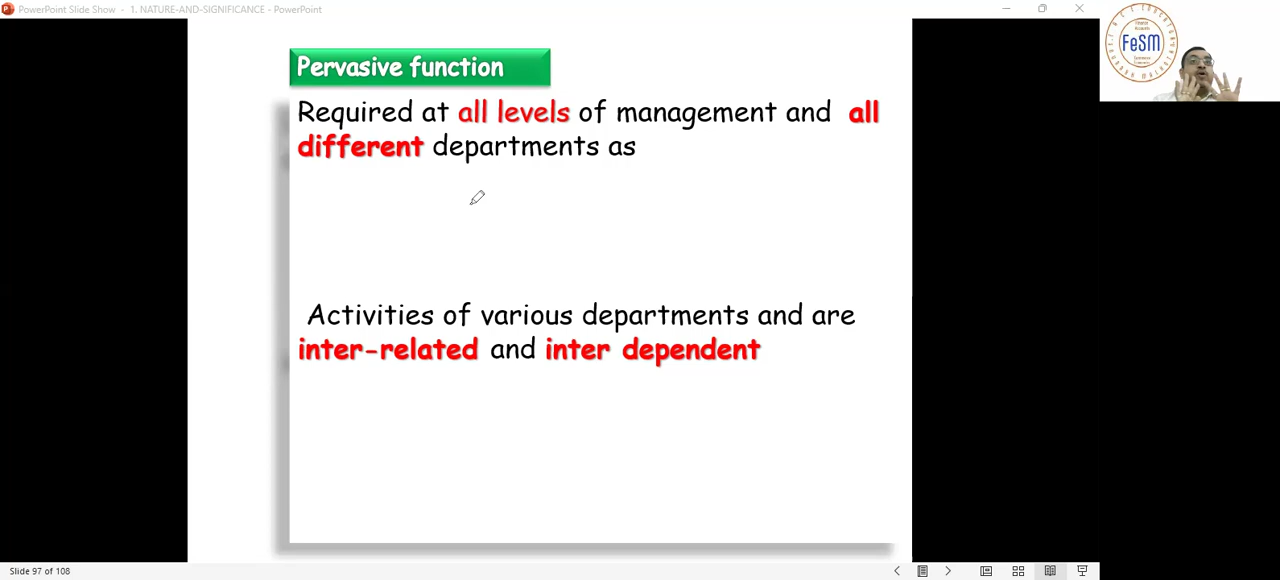 PowerPoint Slide Show - 1. NATURE-AND-SIGNIFICANCE - PowerPoint
FeSM
Pervasive function
Required at all levels of management and all
different departments as
Activities of various departments and are
inter-related and inter dependent
Slide 97 of 108